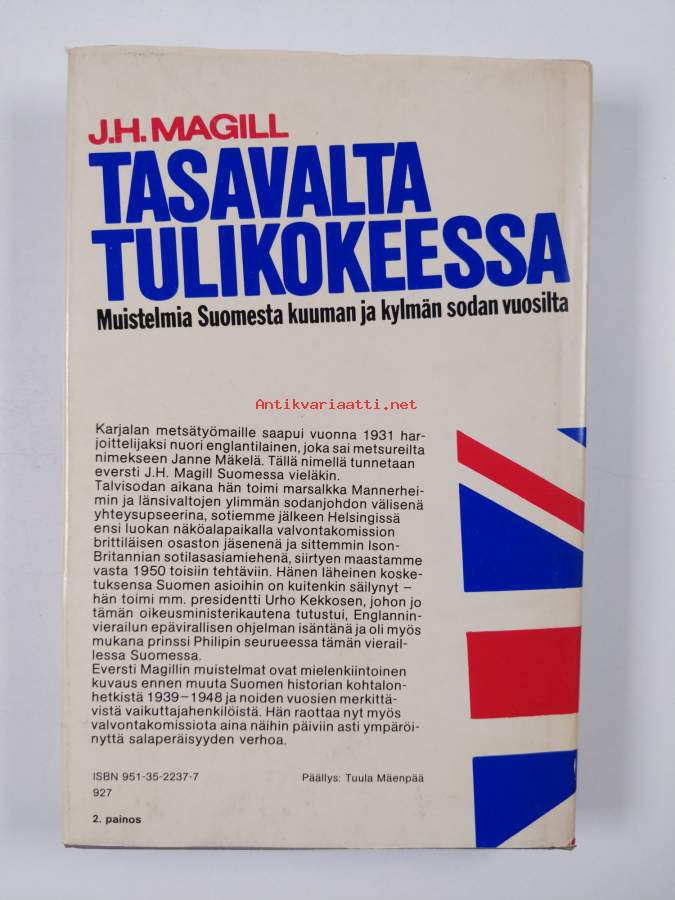 J.H. MAGILL
TASAVALTA
TULIKOKEESSA
Muistelmia Suomesta kuuman ja kylmän sodan vuosilta
Antikvariaatti.net
Karjalan metsätyömaille saapui vuonna 1931 har-
joittelijaksi nuori englantilainen, joka sai metsureilta
nimekseen Janne Mäkelä. Tällä nimellä tunnetaan
eversti J.H. Magill Suomessa vieläkin.
Talvisodan aikana hän toimi marsalkka Mannerhei-
min ja länsivaltojen ylimmän sodanjohdon välisenä
yhteysupseerina, sotiemme jälkeen Helsingissä
ensi luokan näköalapaikalla valvontakomission
brittiläisen osaston jäsenenä ja sittemmin Ison-
Britannian sotilasasiamiehenä, siirtyen maastamme
vasta 1950 toisiin tehtäviin. Hänen läheinen koske-
tuksensa Suomen asioihin on kuitenkin säilynyt –
hän toimi mm. presidentti Urho Kekkosen, johon jo
tämän oikeusministerikautena tutustui, Englannin-
vierailun epävirallisen ohjelman isäntänä ja oli myös
mukana prinssi Philipin seurueessa tämän vierail-
lessa Suomessa.
Eversti Magillin muistelmat ovat mielenkiintoinen
kuvaus ennen muuta Suomen historian kohtalon-
hetkistä 1939–1948 ja noiden vuosien merkittä-
vistä vaikuttajahenkilöistä. Hän raottaa nyt myös
valvontakomissiota aina näihin päiviin asti ympäröi-
nyttä salaperäisyyden verhoa.
ISBN 951-35-2237-7 Päällys: Tuula Mäenpää
927
2. painos